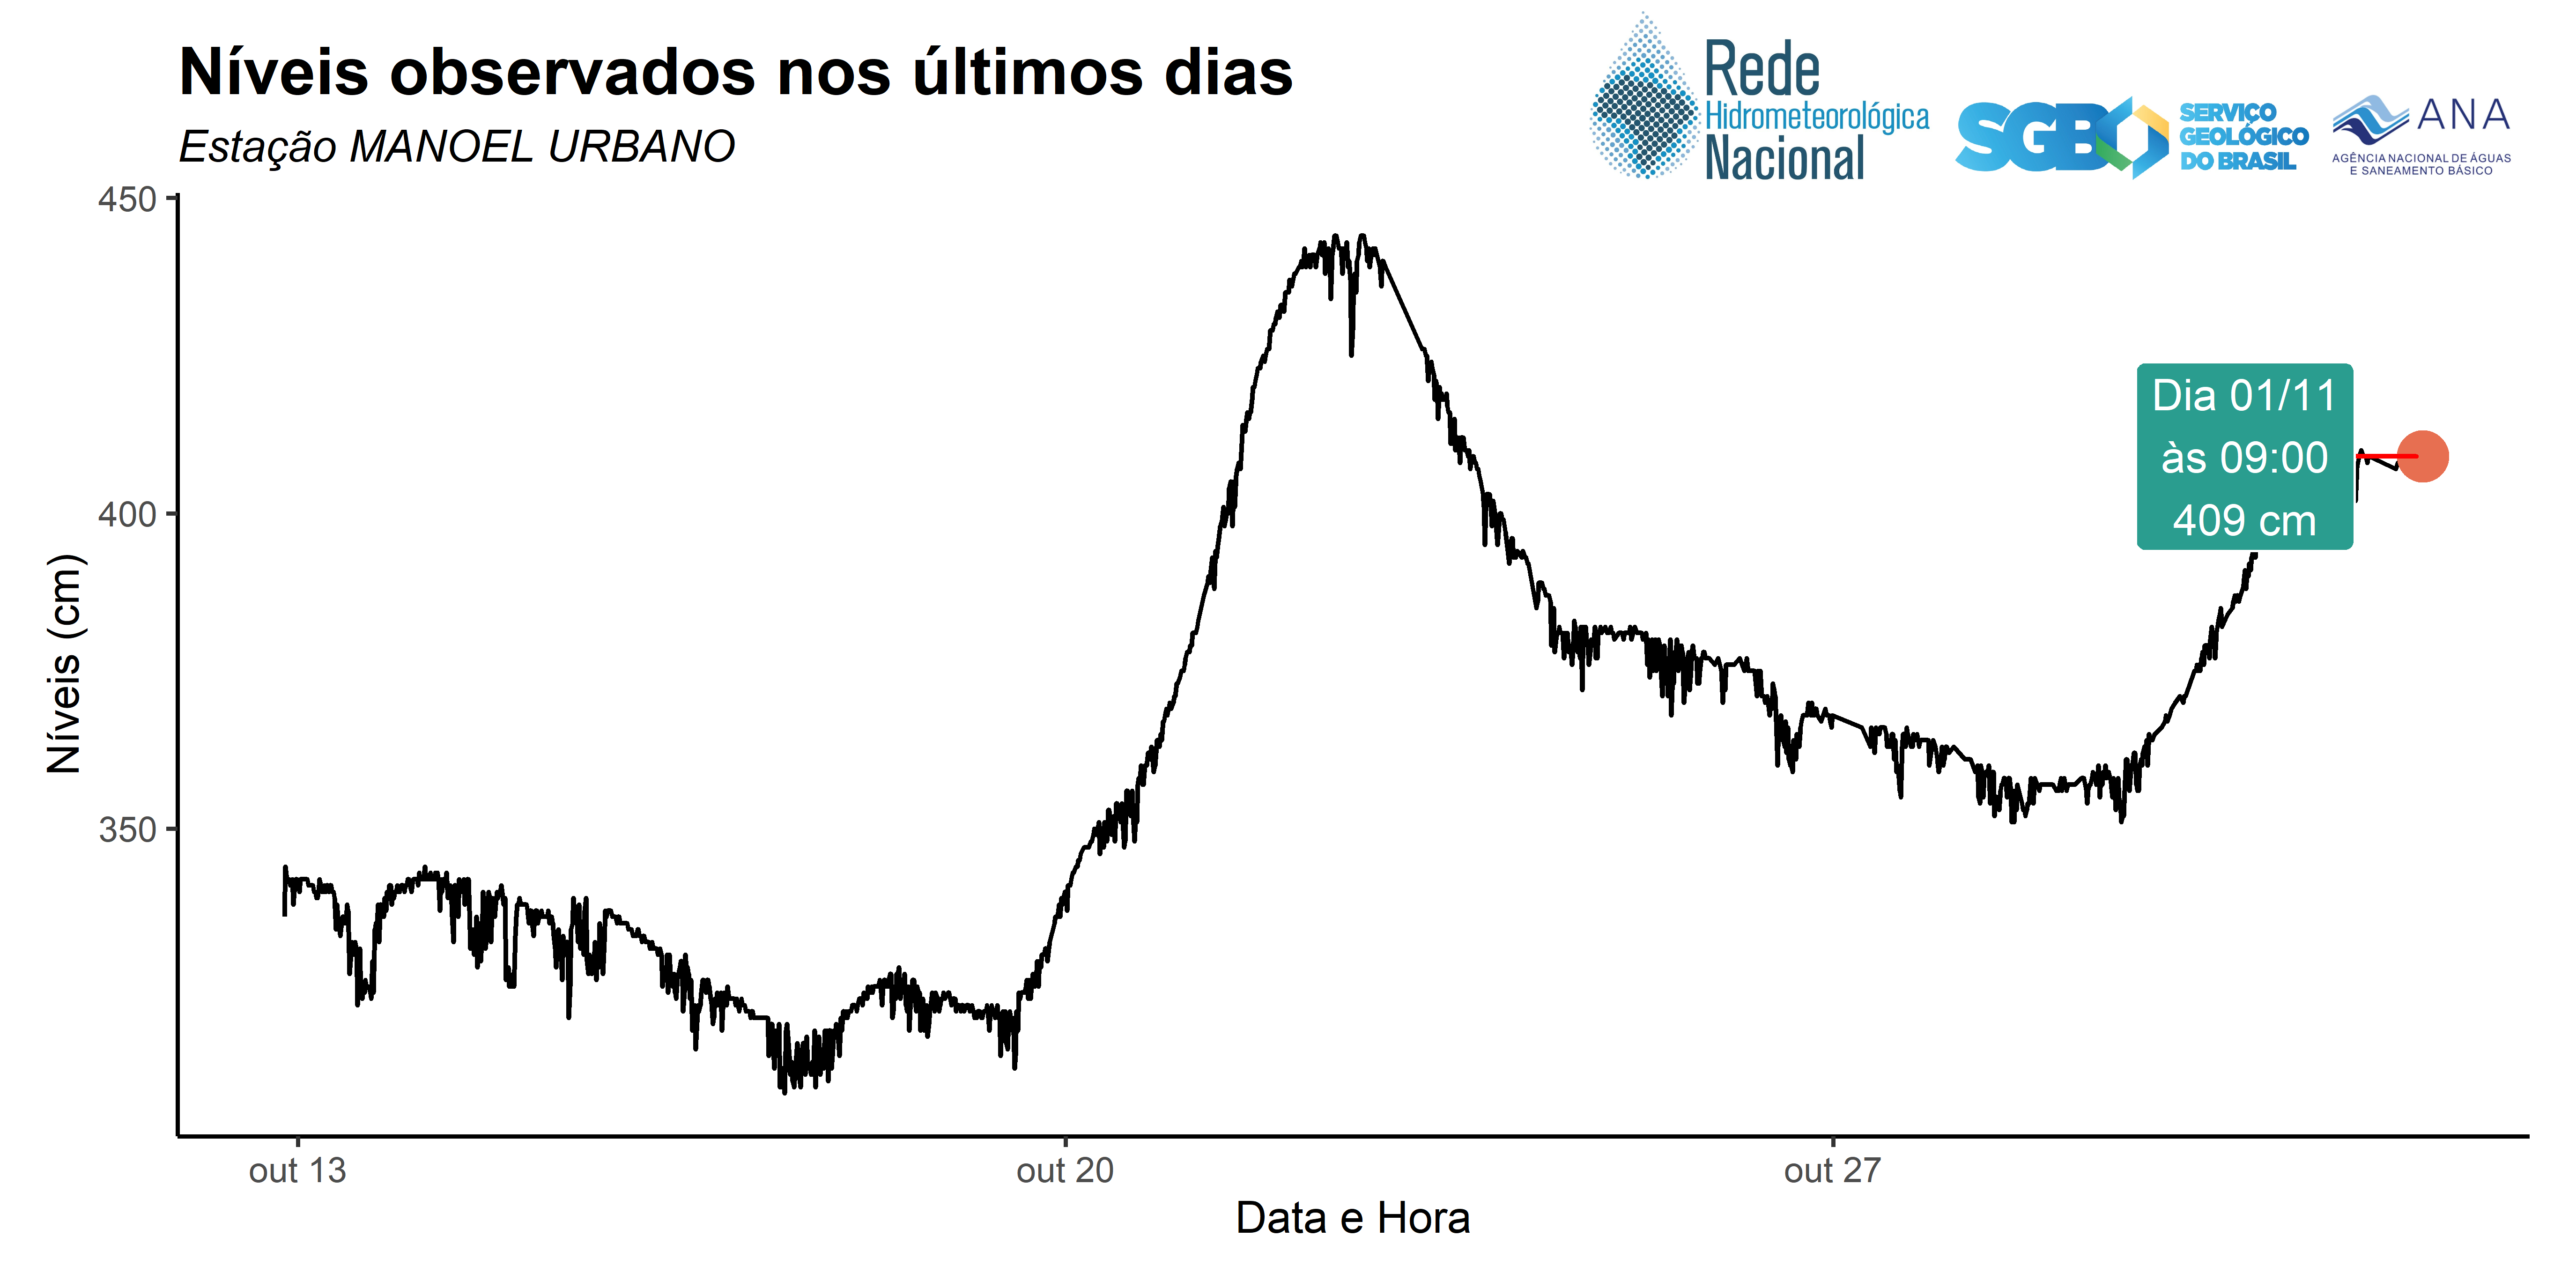 Níveis observados nos últimos dias
Estação MANOEL URBANO
Rede
Hidrometeorológica
Nacional
SGB
SERVIÇO
GEOLÓGICO
DO BRASIL
ANA
AGÊNCIA NACIONAL DE ÁGUAS
E SANEAMENTO BÁSICO
450
400
350
Níveis (cm)
Dia 01/11
às 09:00
409 cm
out 13
out 20
out 27
Data e Hora